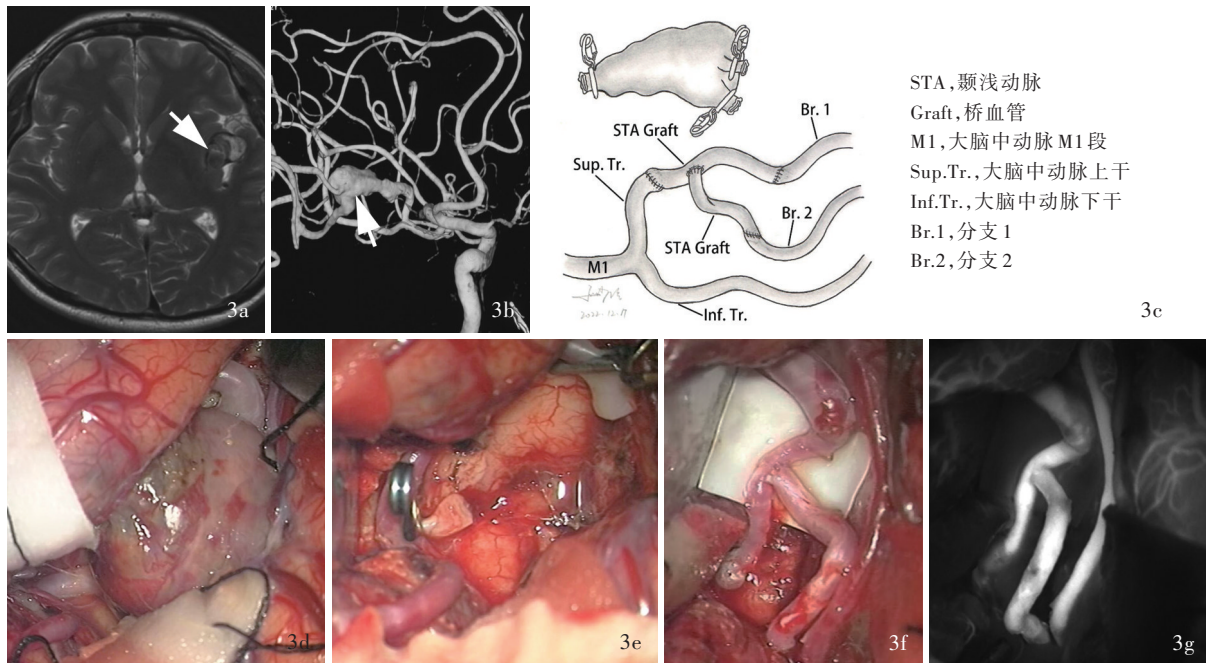 3a
3b
Br. 1
STA Graft
Sup. Tr.
Br. 2
STA Graft
M1
2022.12.17
Inf. Tr.
3c
STA,颞浅动脉
Graft,桥血管
M1,大脑中动脉M1段
Sup.Tr.,大脑中动脉上干
Inf.Tr.,大脑中动脉下干
Br.1,分支1
Br.2,分支2
3d
3e
3f
3g